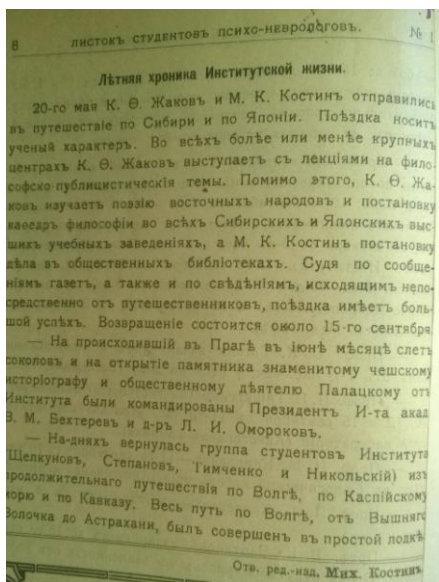 8 ЛИСТОКЪ СТУДЕНТОВЪ ПСИХО-НЕВРОЛОГОВЪ. № 1
Лѣтняя хроника Институтской жизни.
20-го мая К. Ѳ. Жаковъ и М. К. Костинъ отправились
въ путешествіе по Сибири и по Японіи. Поѣздка носитъ
ученый характеръ. Во всѣхъ болѣе или менѣе крупныхъ
центрахъ К. Ѳ. Жаковъ выступаетъ съ лекціями на фило-
софско-публицистическія темы. Помимо этого, К. Ѳ. Жа-
ковъ изучаетъ поэзію восточныхъ народовъ и постановку
каѳедръ философіи во всѣхъ Сибирскихъ и Японскихъ выс-
шихъ учебныхъ заведеніяхъ, а М. К. Костинъ постановку
дѣла въ общественныхъ библіотекахъ. Судя по сообще-
ніямъ газетъ, а также и по свѣдѣніямъ, исходящимъ непо-
средственно отъ путешественниковъ, поѣздка имѣетъ боль-
шой успѣхъ. Возвращеніе состоится около 15-го сентября.
— На происходившій въ Прагѣ въ іюнѣ мѣсяцѣ слетъ
соколовъ и на открытіе памятника знаменитому чешскому
исторіографу и общественному дѣятелю Палацкому отъ
Института были командированы Президентъ И-та акад.
В. М. Бехтеревъ и д-ръ Л. И. Омороковъ.
— На-дняхъ вернулась группа студентовъ Института
(Щелкуновъ, Степановъ, Тимченко и Никольскій) изъ
продолжительнаго путешествія по Волгѣ, по Каспійскому
морю и по Кавказу. Весь путь по Волгѣ, отъ Вышняго
Волочка до Астрахани, былъ совершенъ въ простой лодкѣ.
Отв. ред.-изд. Мих. Костинъ